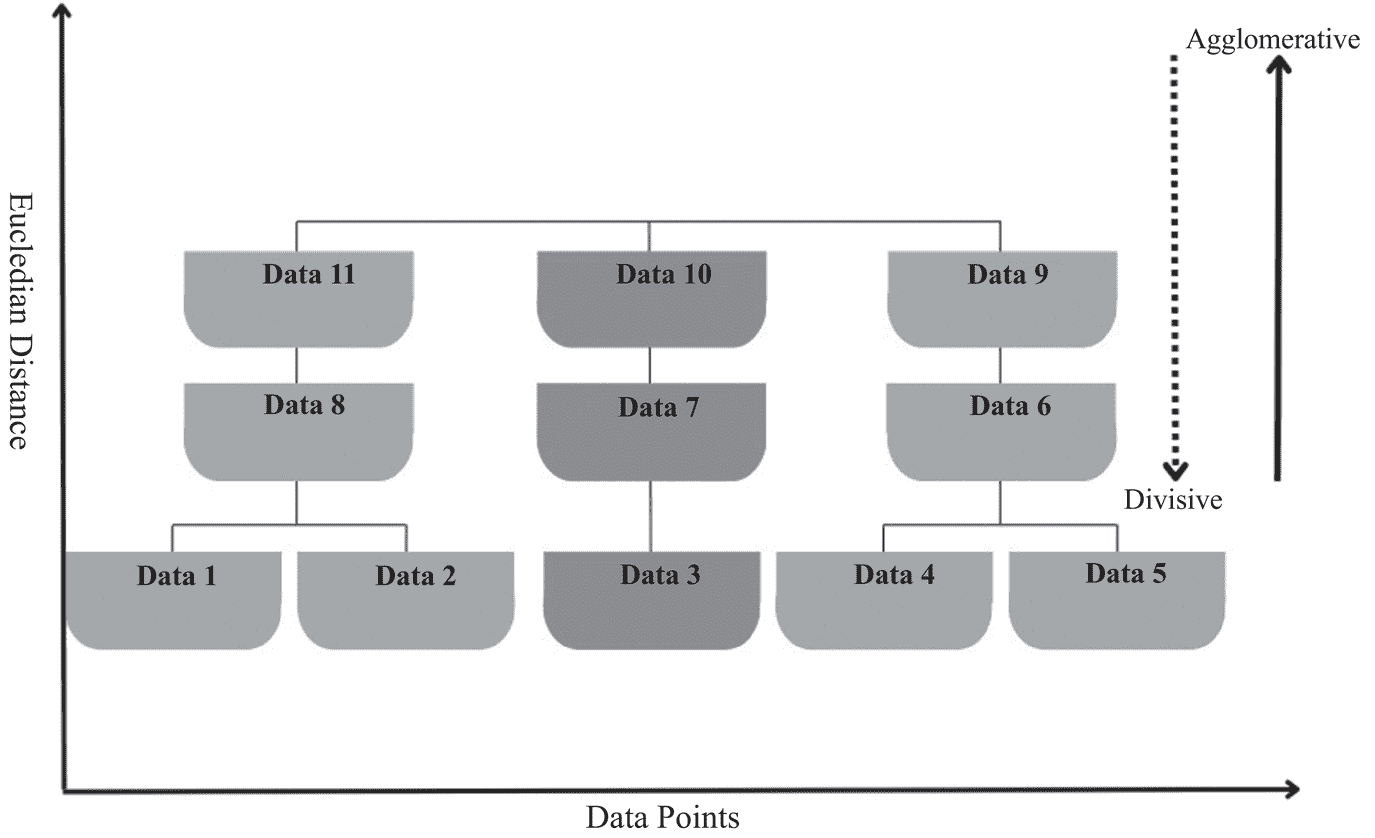 Agglomerative
Eucledian Distance
Data 11
Data 10
Data 9
Data 8
Data 7
Data 6
Divisive
Data 1
Data 2
Data 3
Data 4
Data 5
Data Points